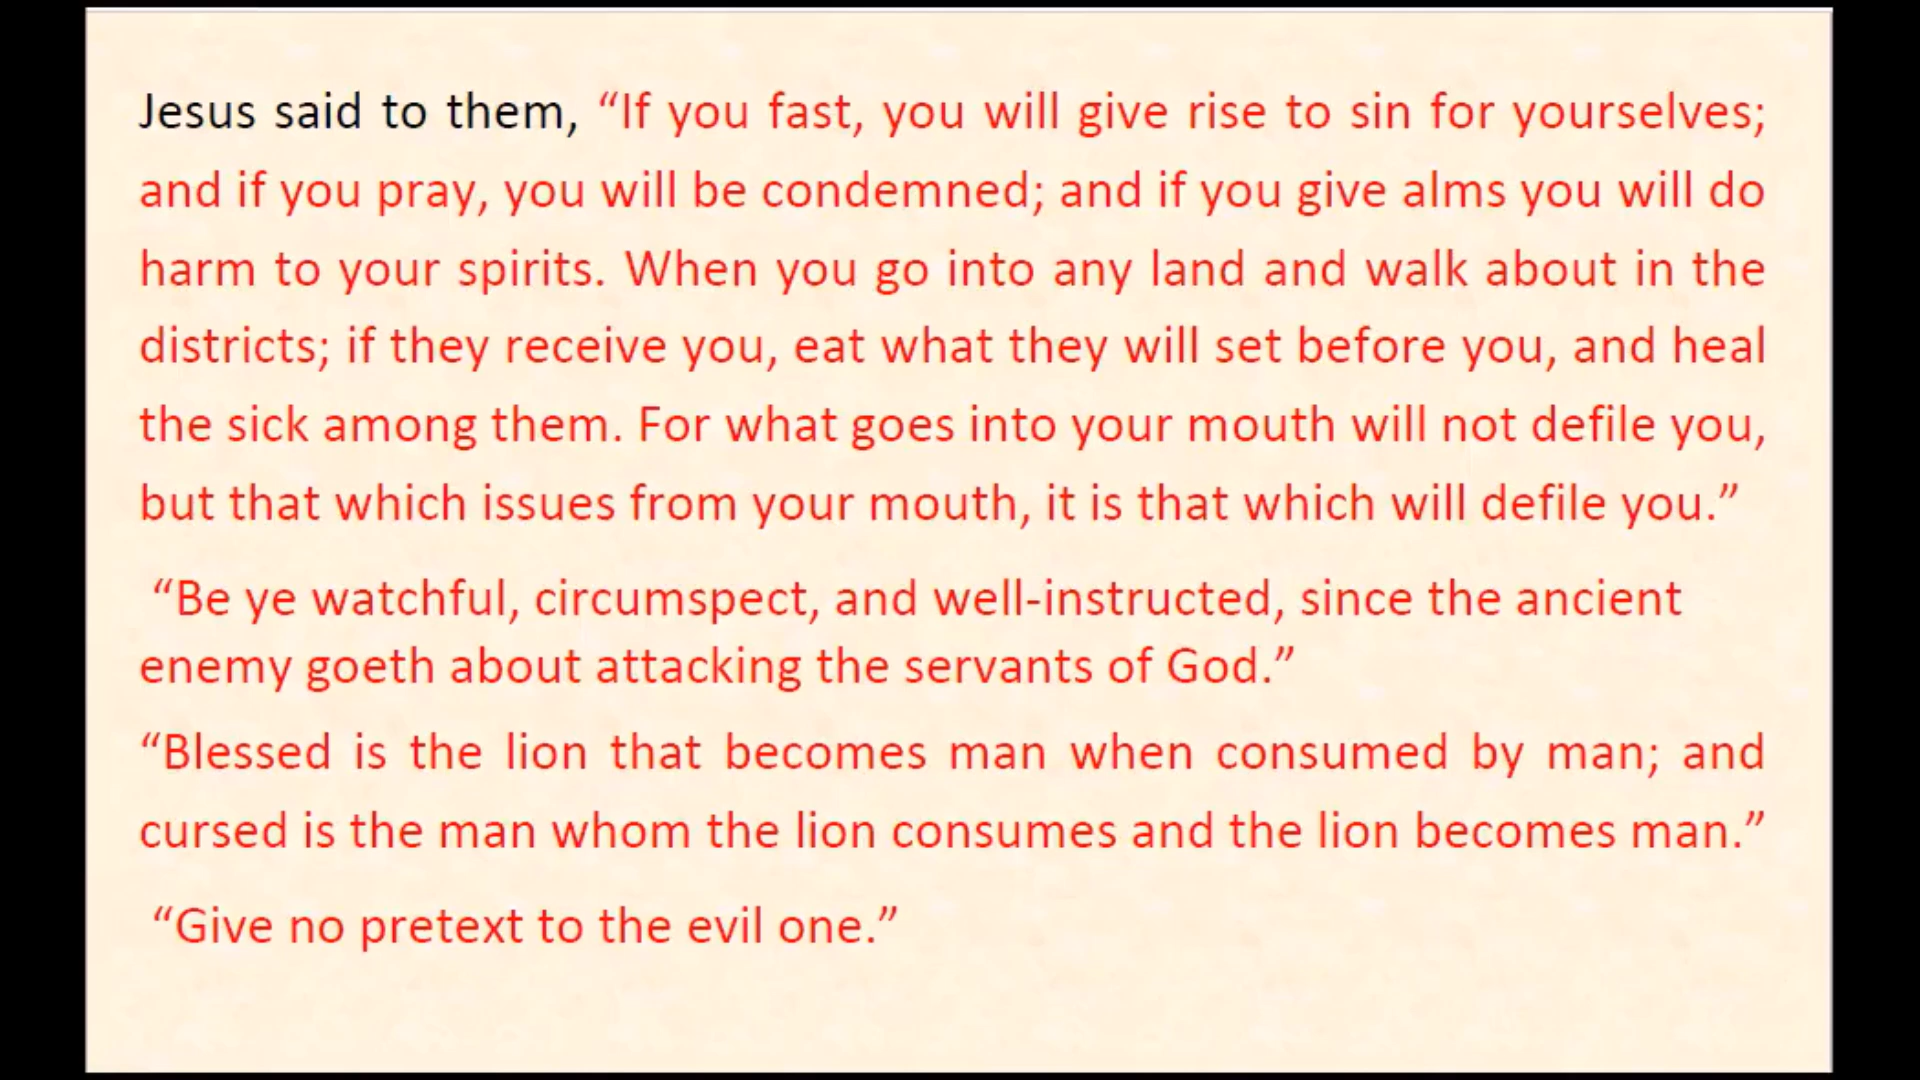 Jesus said to them, “If you fast, you will give rise to sin for yourselves;
and if you pray, you will be condemned; and if you give alms you will do
harm to your spirits. When you go into any land and walk about in the
districts; if they receive you, eat what they will set before you, and heal
the sick among them. For what goes into your mouth will not defile you,
but that which issues from your mouth, it is that which will defile you.”
“Be ye watchful, circumspect, and well-instructed, since the ancient
enemy goeth about attacking the servants of God.”
“Blessed is the lion that becomes man when consumed by man; and
cursed is the man whom the lion consumes and the lion becomes man.”
“Give no pretext to the evil one.”